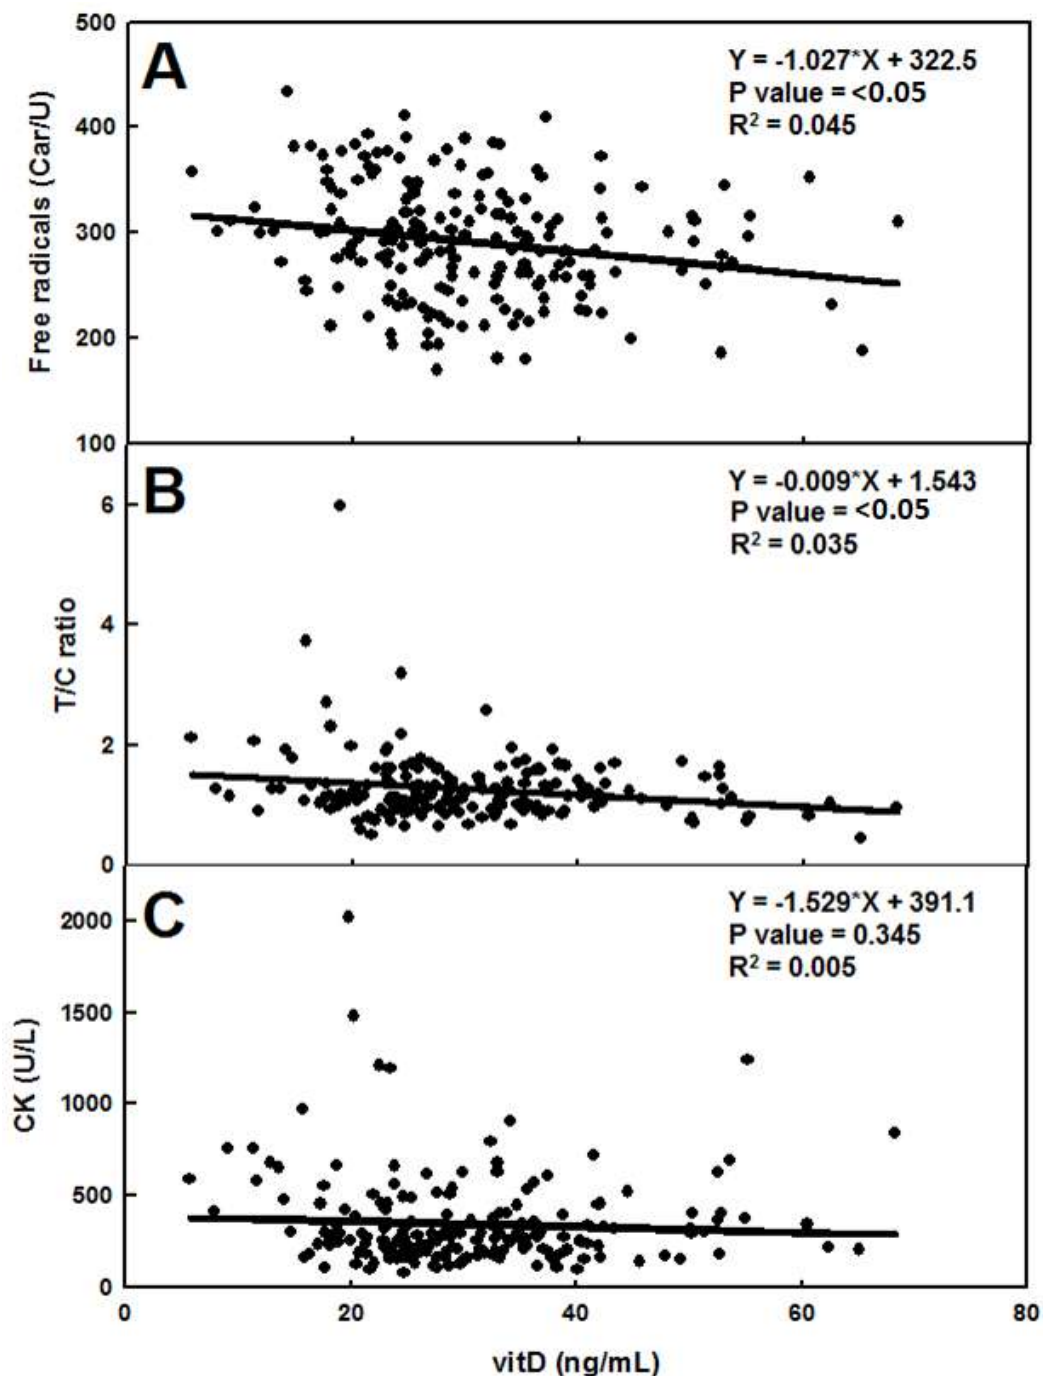 500
A
Y = -1.027*X + 322.5
P value = <0.05
R² = 0.045
400
300
200
100
Free radicals (Car/U)
B
Y = -0.009*X + 1.543
P value = <0.05
R² = 0.035
6
4
2
0
T/C ratio
C
Y = -1.529*X + 391.1
P value = 0.345
R² = 0.005
2000
1500
1000
500
0
CK (U/L)
0 20 40 60 80
vitD (ng/mL)